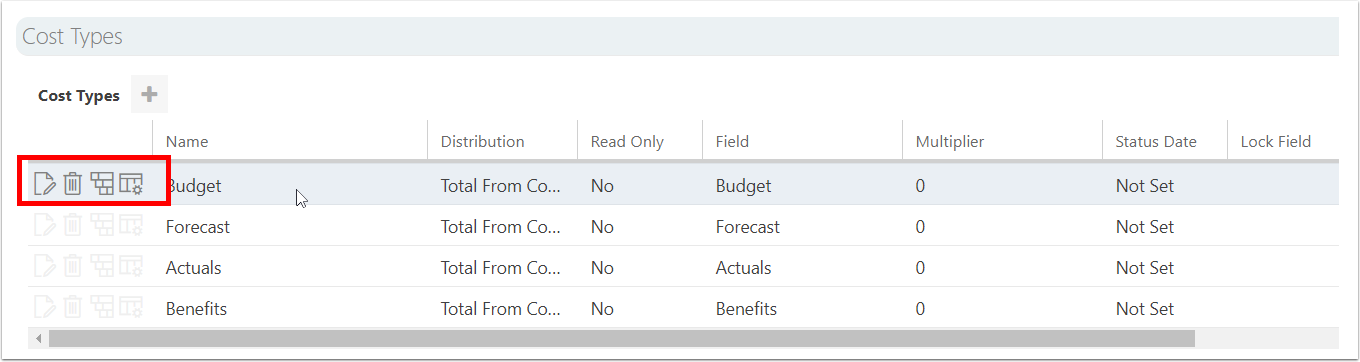 Cost Types
Cost Types
Name Distribution Read Only Field Multiplier Status Date Lock Field
Budget Total From Co... No Budget 0 Not Set
Forecast Total From Co... No Forecast 0 Not Set
Actuals Total From Co... No Actuals 0 Not Set
Benefits Total From Co... No Benefits 0 Not Set